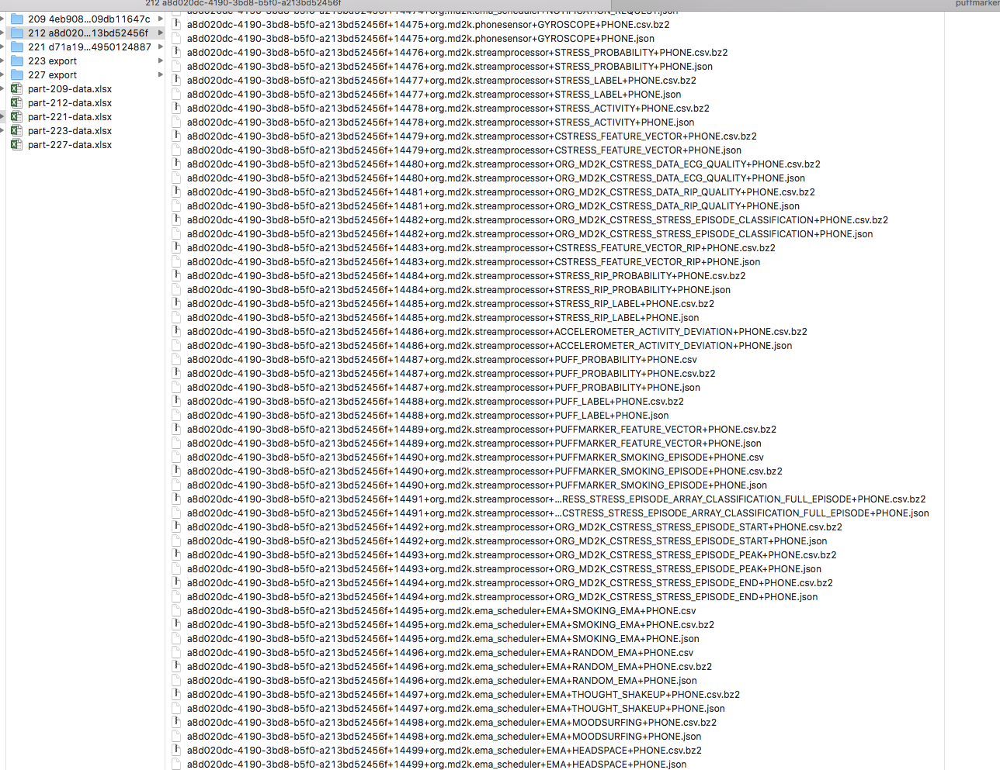 212 a8d020dc-4190-3bd8-b5f0-a213bd52456f
puffmarker
209 4eb908...09db11647c
212 a8d020...13bd52456f
221 d71a19...4950124887
223 export
227 export
part-209-data.xlsx
part-212-data.xlsx
part-221-data.xlsx
part-223-data.xlsx
part-227-data.xlsx
a8d020dc-4190-3bd8-b5f0-a213bd52456f+14475+org.md2k.phonesensor+GYROSCOPE+PHONE.csv.bz2
a8d020dc-4190-3bd8-b5f0-a213bd52456f+14475+org.md2k.phonesensor+GYROSCOPE+PHONE.json
a8d020dc-4190-3bd8-b5f0-a213bd52456f+14476+org.md2k.streamprocessor+STRESS_PROBABILITY+PHONE.csv.bz2
a8d020dc-4190-3bd8-b5f0-a213bd52456f+14476+org.md2k.streamprocessor+STRESS_PROBABILITY+PHONE.json
a8d020dc-4190-3bd8-b5f0-a213bd52456f+14477+org.md2k.streamprocessor+STRESS_LABEL+PHONE.csv.bz2
a8d020dc-4190-3bd8-b5f0-a213bd52456f+14477+org.md2k.streamprocessor+STRESS_LABEL+PHONE.json
a8d020dc-4190-3bd8-b5f0-a213bd52456f+14478+org.md2k.streamprocessor+STRESS_ACTIVITY+PHONE.csv.bz2
a8d020dc-4190-3bd8-b5f0-a213bd52456f+14478+org.md2k.streamprocessor+STRESS_ACTIVITY+PHONE.json
a8d020dc-4190-3bd8-b5f0-a213bd52456f+14479+org.md2k.streamprocessor+CSTRESS_FEATURE_VECTOR+PHONE.csv.bz2
a8d020dc-4190-3bd8-b5f0-a213bd52456f+14479+org.md2k.streamprocessor+CSTRESS_FEATURE_VECTOR+PHONE.json
a8d020dc-4190-3bd8-b5f0-a213bd52456f+14480+org.md2k.streamprocessor+ORG_MD2K_CSTRESS_DATA_ECG_QUALITY+PHONE.csv.bz2
a8d020dc-4190-3bd8-b5f0-a213bd52456f+14480+org.md2k.streamprocessor+ORG_MD2K_CSTRESS_DATA_ECG_QUALITY+PHONE.json
a8d020dc-4190-3bd8-b5f0-a213bd52456f+14481+org.md2k.streamprocessor+ORG_MD2K_CSTRESS_DATA_RIP_QUALITY+PHONE.csv.bz2
a8d020dc-4190-3bd8-b5f0-a213bd52456f+14481+org.md2k.streamprocessor+ORG_MD2K_CSTRESS_DATA_RIP_QUALITY+PHONE.json
a8d020dc-4190-3bd8-b5f0-a213bd52456f+14482+org.md2k.streamprocessor+ORG_MD2K_CSTRESS_STRESS_EPISODE_CLASSIFICATION+PHONE.csv.bz2
a8d020dc-4190-3bd8-b5f0-a213bd52456f+14482+org.md2k.streamprocessor+ORG_MD2K_CSTRESS_STRESS_EPISODE_CLASSIFICATION+PHONE.json
a8d020dc-4190-3bd8-b5f0-a213bd52456f+14483+org.md2k.streamprocessor+CSTRESS_FEATURE_VECTOR_RIP+PHONE.csv.bz2
a8d020dc-4190-3bd8-b5f0-a213bd52456f+14483+org.md2k.streamprocessor+CSTRESS_FEATURE_VECTOR_RIP+PHONE.json
a8d020dc-4190-3bd8-b5f0-a213bd52456f+14484+org.md2k.streamprocessor+STRESS_RIP_PROBABILITY+PHONE.csv.bz2
a8d020dc-4190-3bd8-b5f0-a213bd52456f+14484+org.md2k.streamprocessor+STRESS_RIP_PROBABILITY+PHONE.json
a8d020dc-4190-3bd8-b5f0-a213bd52456f+14485+org.md2k.streamprocessor+STRESS_RIP_LABEL+PHONE.csv.bz2
a8d020dc-4190-3bd8-b5f0-a213bd52456f+14485+org.md2k.streamprocessor+STRESS_RIP_LABEL+PHONE.json
a8d020dc-4190-3bd8-b5f0-a213bd52456f+14486+org.md2k.streamprocessor+ACCELEROMETER_ACTIVITY_DEVIATION+PHONE.csv.bz2
a8d020dc-4190-3bd8-b5f0-a213bd52456f+14486+org.md2k.streamprocessor+ACCELEROMETER_ACTIVITY_DEVIATION+PHONE.json
a8d020dc-4190-3bd8-b5f0-a213bd52456f+14487+org.md2k.streamprocessor+PUFF_PROBABILITY+PHONE.csv
a8d020dc-4190-3bd8-b5f0-a213bd52456f+14487+org.md2k.streamprocessor+PUFF_PROBABILITY+PHONE.csv.bz2
a8d020dc-4190-3bd8-b5f0-a213bd52456f+14487+org.md2k.streamprocessor+PUFF_PROBABILITY+PHONE.json
a8d020dc-4190-3bd8-b5f0-a213bd52456f+14488+org.md2k.streamprocessor+PUFF_LABEL+PHONE.csv.bz2
a8d020dc-4190-3bd8-b5f0-a213bd52456f+14488+org.md2k.streamprocessor+PUFF_LABEL+PHONE.json
a8d020dc-4190-3bd8-b5f0-a213bd52456f+14489+org.md2k.streamprocessor+PUFFMARKER_FEATURE_VECTOR+PHONE.csv.bz2
a8d020dc-4190-3bd8-b5f0-a213bd52456f+14489+org.md2k.streamprocessor+PUFFMARKER_FEATURE_VECTOR+PHONE.json
a8d020dc-4190-3bd8-b5f0-a213bd52456f+14490+org.md2k.streamprocessor+PUFFMARKER_SMOKING_EPISODE+PHONE.csv
a8d020dc-4190-3bd8-b5f0-a213bd52456f+14490+org.md2k.streamprocessor+PUFFMARKER_SMOKING_EPISODE+PHONE.csv.bz2
a8d020dc-4190-3bd8-b5f0-a213bd52456f+14490+org.md2k.streamprocessor+PUFFMARKER_SMOKING_EPISODE+PHONE.json
a8d020dc-4190-3bd8-b5f0-a213bd52456f+14491+org.md2k.streamprocessor+...RESS_STRESS_EPISODE_ARRAY_CLASSIFICATION_FULL_EPISODE+PHONE.csv.bz2
a8d020dc-4190-3bd8-b5f0-a213bd52456f+14491+org.md2k.streamprocessor+...CSTRESS_STRESS_EPISODE_ARRAY_CLASSIFICATION_FULL_EPISODE+PHONE.json
a8d020dc-4190-3bd8-b5f0-a213bd52456f+14492+org.md2k.streamprocessor+ORG_MD2K_CSTRESS_STRESS_EPISODE_START+PHONE.csv.bz2
a8d020dc-4190-3bd8-b5f0-a213bd52456f+14492+org.md2k.streamprocessor+ORG_MD2K_CSTRESS_STRESS_EPISODE_START+PHONE.json
a8d020dc-4190-3bd8-b5f0-a213bd52456f+14493+org.md2k.streamprocessor+ORG_MD2K_CSTRESS_STRESS_EPISODE_PEAK+PHONE.csv.bz2
a8d020dc-4190-3bd8-b5f0-a213bd52456f+14493+org.md2k.streamprocessor+ORG_MD2K_CSTRESS_STRESS_EPISODE_PEAK+PHONE.json
a8d020dc-4190-3bd8-b5f0-a213bd52456f+14494+org.md2k.streamprocessor+ORG_MD2K_CSTRESS_STRESS_EPISODE_END+PHONE.csv.bz2
a8d020dc-4190-3bd8-b5f0-a213bd52456f+14494+org.md2k.streamprocessor+ORG_MD2K_CSTRESS_STRESS_EPISODE_END+PHONE.json
a8d020dc-4190-3bd8-b5f0-a213bd52456f+14495+org.md2k.ema_scheduler+EMA+SMOKING_EMA+PHONE.csv
a8d020dc-4190-3bd8-b5f0-a213bd52456f+14495+org.md2k.ema_scheduler+EMA+SMOKING_EMA+PHONE.csv.bz2
a8d020dc-4190-3bd8-b5f0-a213bd52456f+14495+org.md2k.ema_scheduler+EMA+SMOKING_EMA+PHONE.json
a8d020dc-4190-3bd8-b5f0-a213bd52456f+14496+org.md2k.ema_scheduler+EMA+RANDOM_EMA+PHONE.csv
a8d020dc-4190-3bd8-b5f0-a213bd52456f+14496+org.md2k.ema_scheduler+EMA+RANDOM_EMA+PHONE.csv.bz2
a8d020dc-4190-3bd8-b5f0-a213bd52456f+14496+org.md2k.ema_scheduler+EMA+RANDOM_EMA+PHONE.json
a8d020dc-4190-3bd8-b5f0-a213bd52456f+14497+org.md2k.ema_scheduler+EMA+THOUGHT_SHAKEUP+PHONE.csv.bz2
a8d020dc-4190-3bd8-b5f0-a213bd52456f+14497+org.md2k.ema_scheduler+EMA+THOUGHT_SHAKEUP+PHONE.json
a8d020dc-4190-3bd8-b5f0-a213bd52456f+14498+org.md2k.ema_scheduler+EMA+MOODSURFING+PHONE.csv.bz2
a8d020dc-4190-3bd8-b5f0-a213bd52456f+14498+org.md2k.ema_scheduler+EMA+MOODSURFING+PHONE.json
a8d020dc-4190-3bd8-b5f0-a213bd52456f+14499+org.md2k.ema_scheduler+EMA+HEADSPACE+PHONE.csv.bz2
a8d020dc-4190-3bd8-b5f0-a213bd52456f+14499+org.md2k.ema_scheduler+EMA+HEADSPACE+PHONE.json